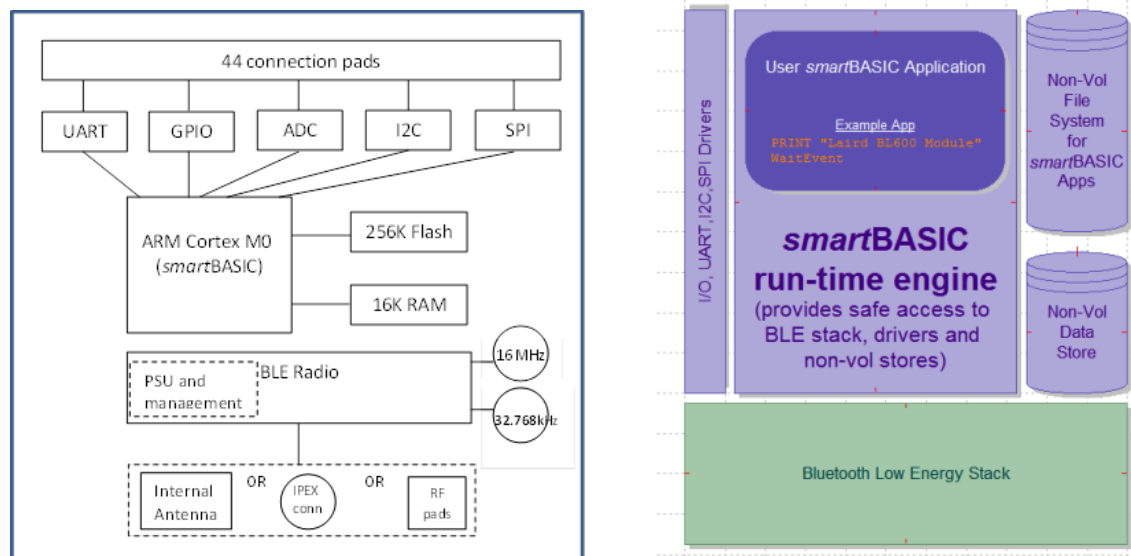 44 connection pads
UART
GPIO
ADC
I2C
SPI
ARM Cortex M0
(smartBASIC)
256K Flash
16K RAM
BLE Radio
PSU and
management
16 MHz
32.768kHz
Internal
Antenna
OR
IPEX
conn
OR
RF
pads
I/O, UART,I2C,SPI Drivers
User smartBASIC Application
Example App
PRINT "Laird BL600 Module"
WaitEvent
smartBASIC
run-time engine
(provides safe access to
BLE stack, drivers and
non-vol stores)
Non-Vol
File
System
for
smartBASIC
Apps
Non-Vol
Data
Store
Bluetooth Low Energy Stack